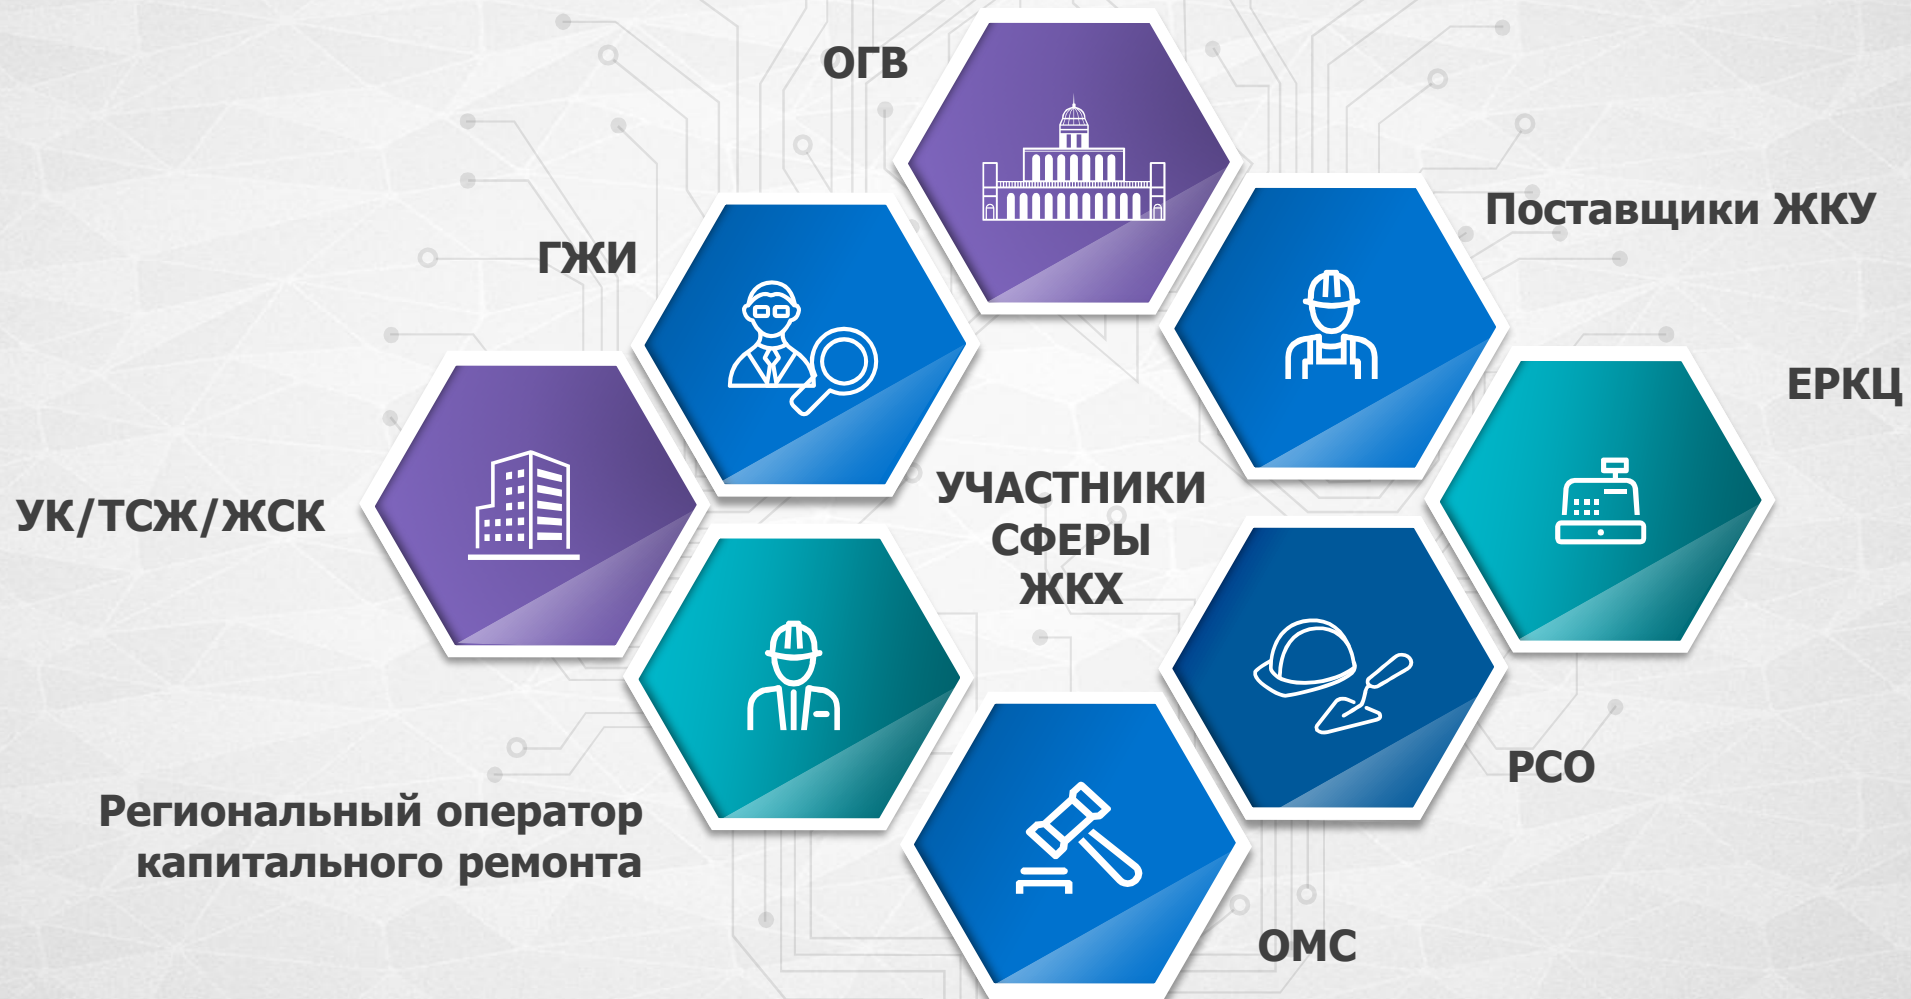 ОГВ
Поставщики ЖКУ
ГЖИ
ЕРКЦ
УК/ТСЖ/ЖСК
УЧАСТНИКИ
СФЕРЫ
ЖКХ
РСО
Региональный оператор
капитального ремонта
ОМС